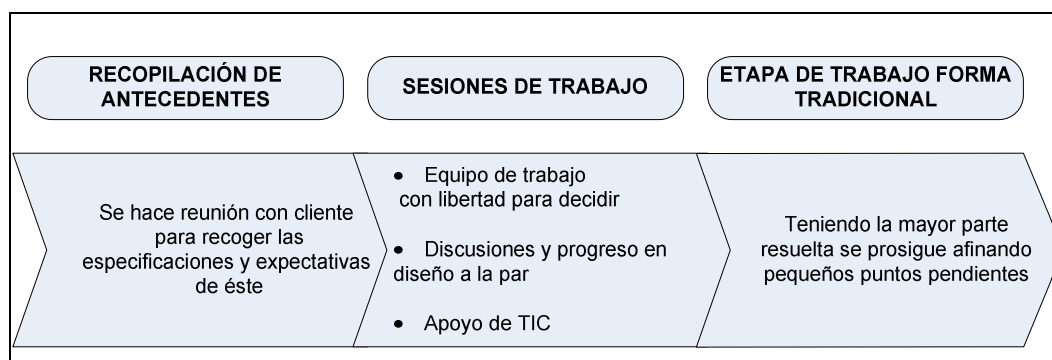 RECOPILACIÓN DE
ANTECEDENTES
SESIONES DE TRABAJO
ETAPA DE TRABAJO FORMA
TRADICIONAL
Se hace reunión con cliente
para recoger las
especificaciones y expectativas
de éste
• Equipo de trabajo
con libertad para decidir
• Discusiones y progreso en
diseño a la par
• Apoyo de TIC
Teniendo la mayor parte
resuelta se prosigue afinando
pequeños puntos pendientes